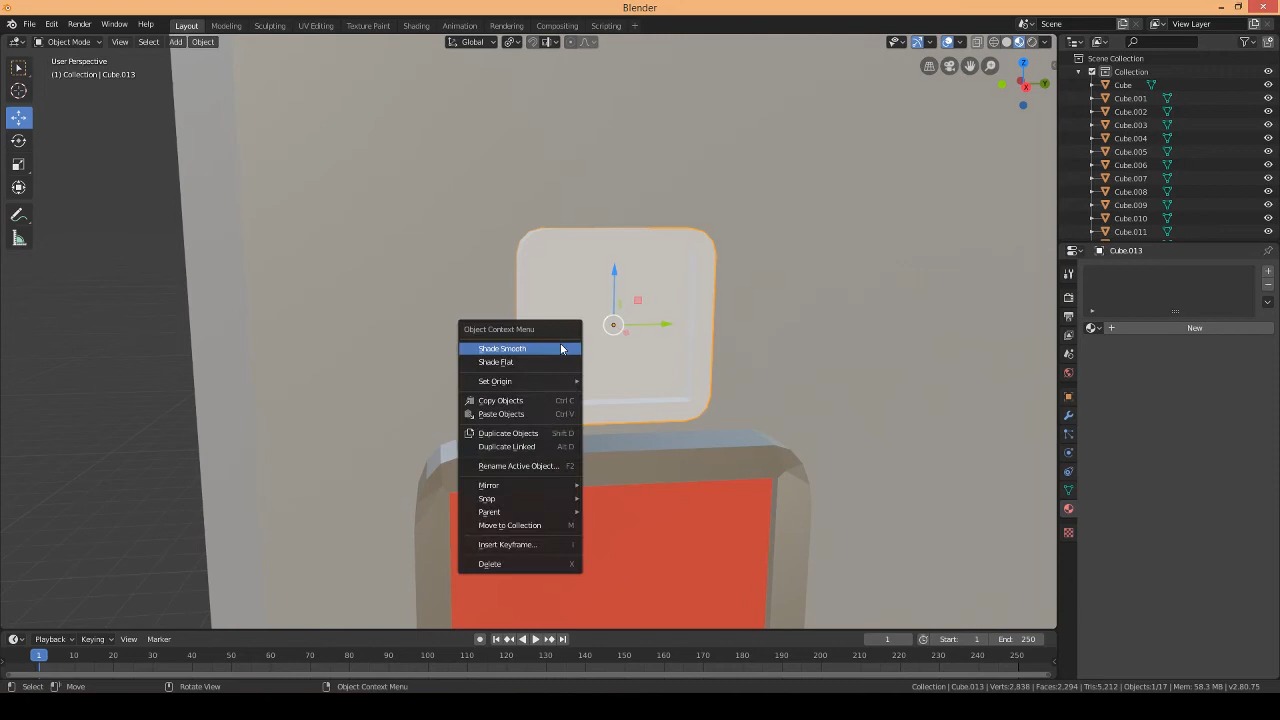 Blender
File Edit Render Window Help
Layout Modeling Sculpting UV Editing Texture Paint Shading Animation Rendering Compositing Scripting +
Scene
View Layer
Object Mode View Select Add Object
Global
User Perspective
(1) Collection | Cube.013
Z
Y
X
Scene Collection
Collection
Cube
Cube.001
Cube.002
Cube.003
Cube.004
Cube.005
Cube.006
Cube.007
Cube.008
Cube.009
Cube.010
Cube.011
Cube.013
New
Object Context Menu
Shade Smooth
Shade Flat
Set Origin
Copy Objects Ctrl C
Paste Objects Ctrl V
Duplicate Objects Shift D
Duplicate Linked Alt D
Rename Active Object... F2
Mirror
Snap
Parent
Move to Collection M
Insert Keyframe... I
Delete X
Playback Keying View Marker
1 Start: 1 End: 250
1 10 20 30 40 50 60 70 80 90 100 110 120 130 140 150 160 170 180 190 200 210 220 230 240 250
Select Move Rotate View Object Context Menu
Collection | Cube.013 | Verts:2,838 | Faces:2,294 | Tris:5,212 | Objects:1/17 | Mem: 58.3 MB | v2.80.75